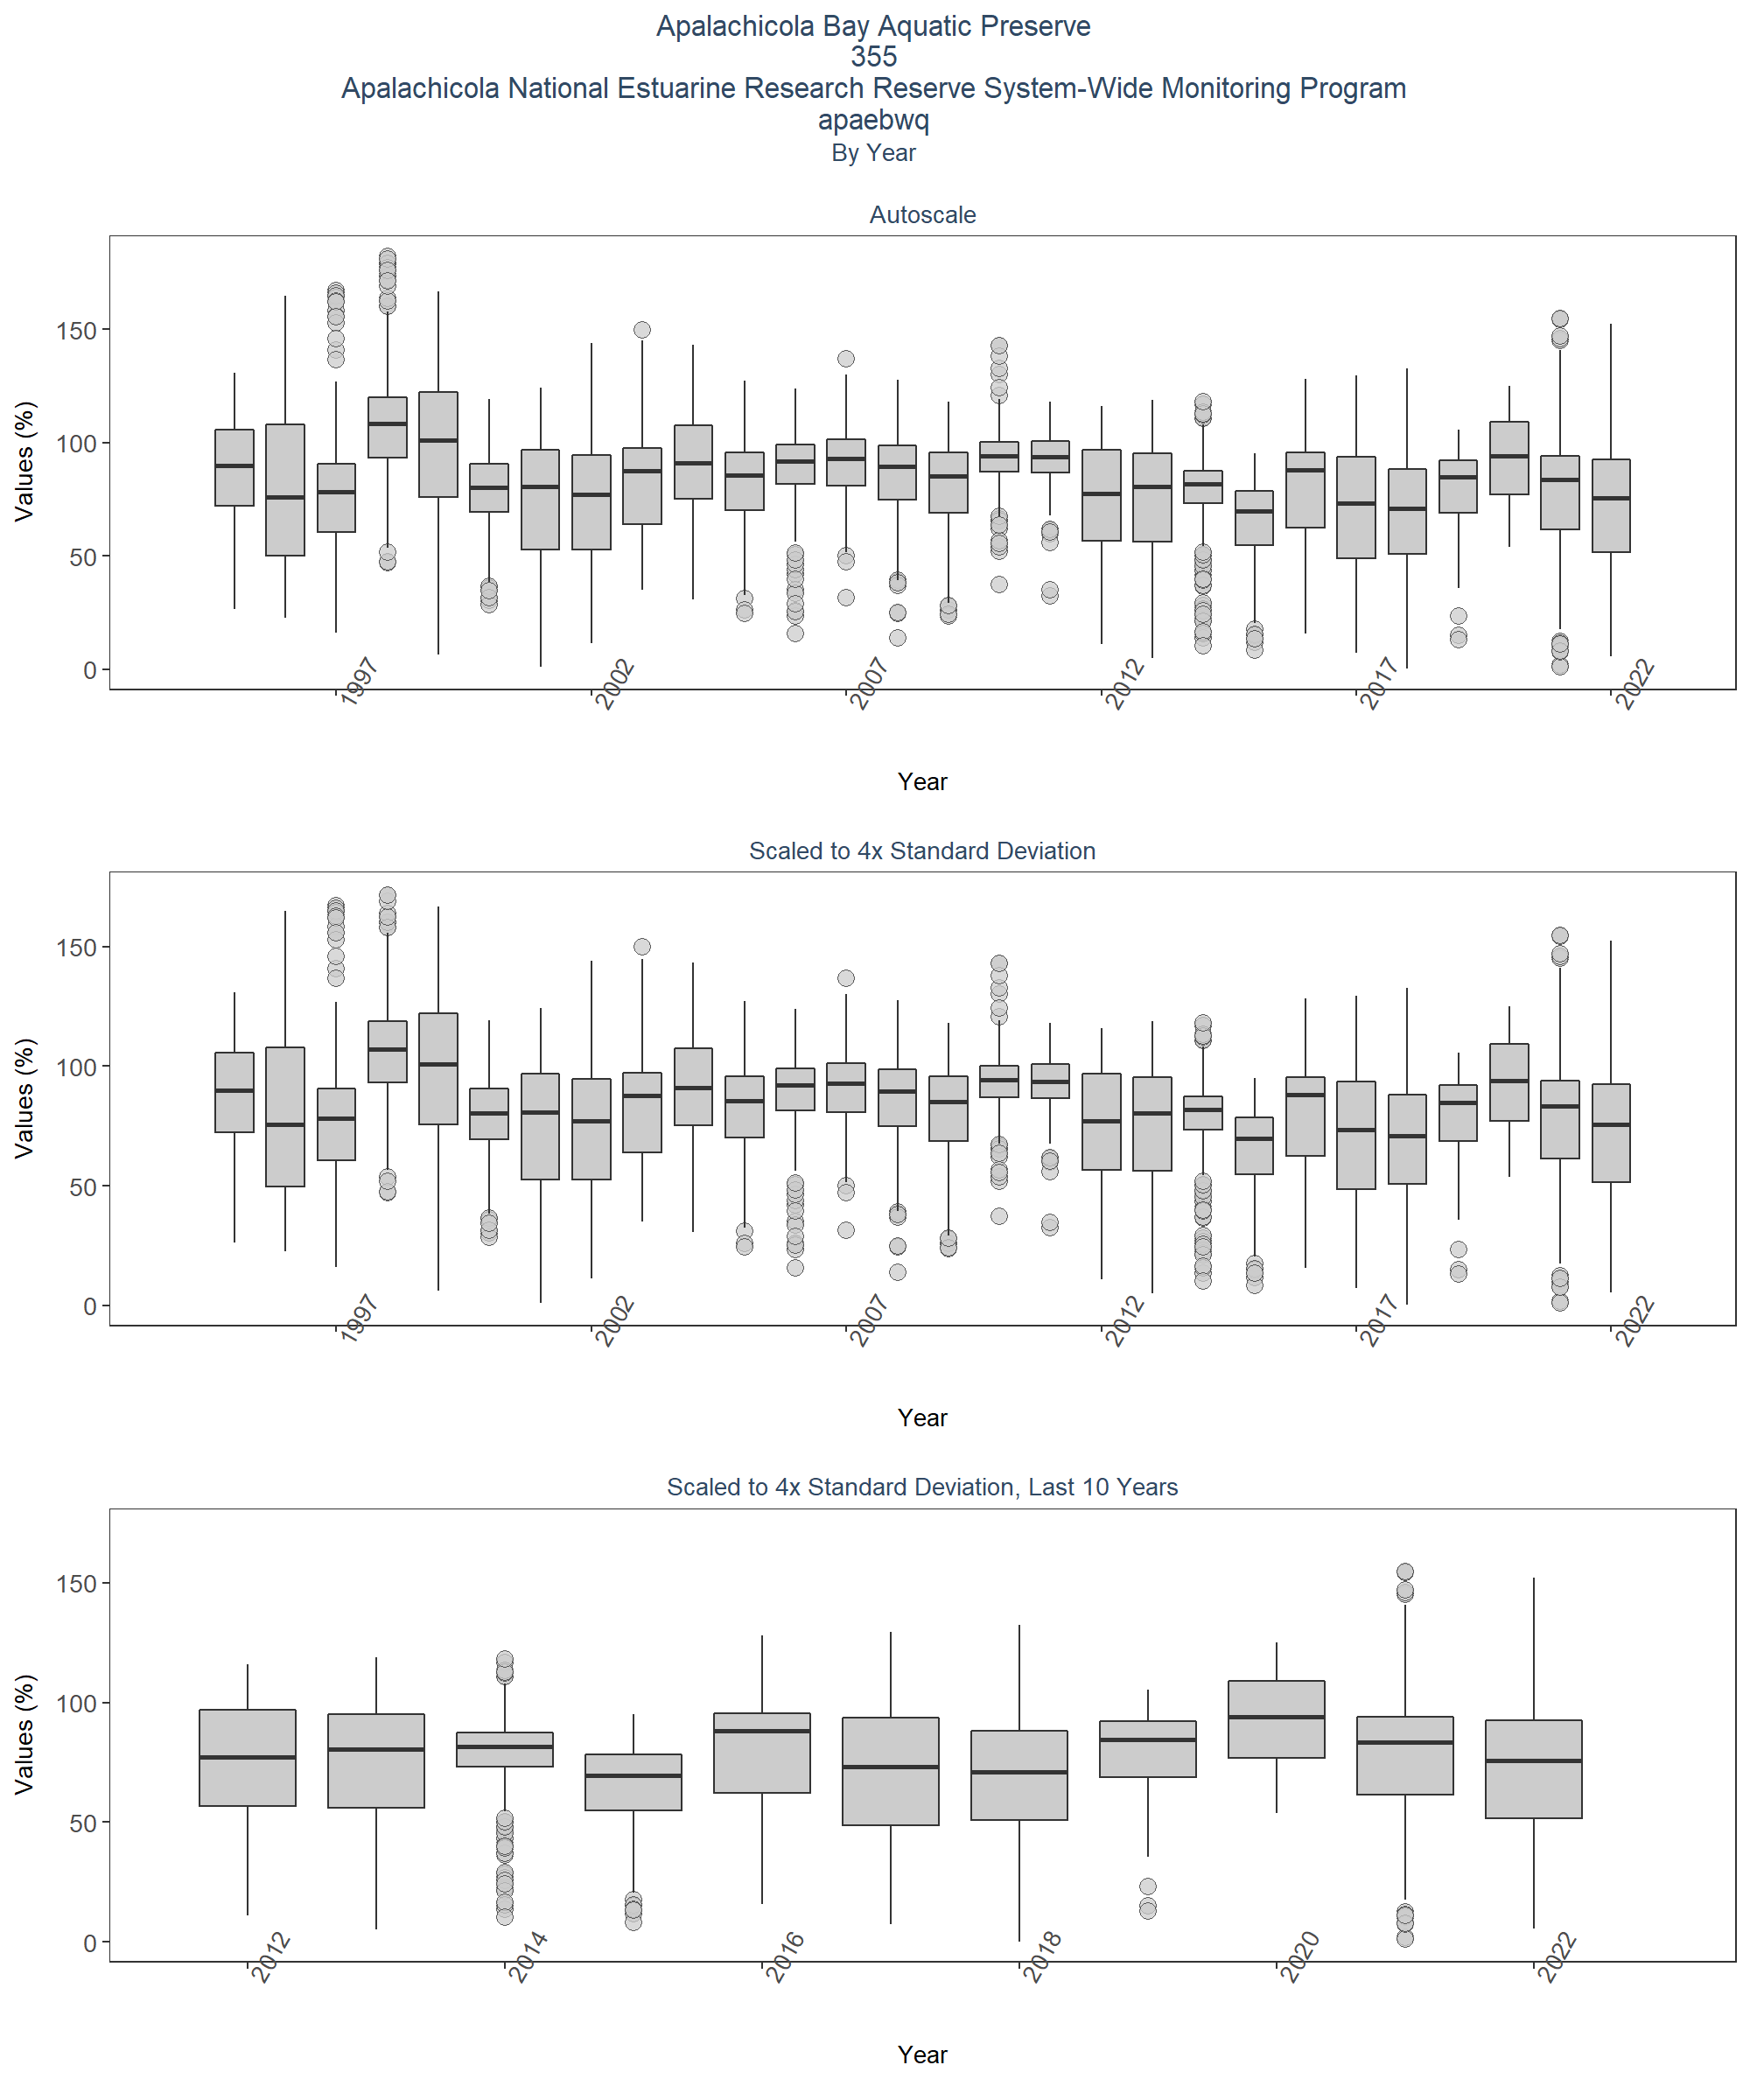 Apalachicola Bay Aquatic Preserve
355
Apalachicola National Estuarine Research Reserve System-Wide Monitoring Program
apaebwq
By Year
Autoscale
Values (%)
150
100
50
0
1997 2002 2007 2012 2017 2022
Year
Scaled to 4x Standard Deviation
Values (%)
150
100
50
0
1997 2002 2007 2012 2017 2022
Year
Scaled to 4x Standard Deviation, Last 10 Years
Values (%)
150
100
50
0
2012 2014 2016 2018 2020 2022
Year